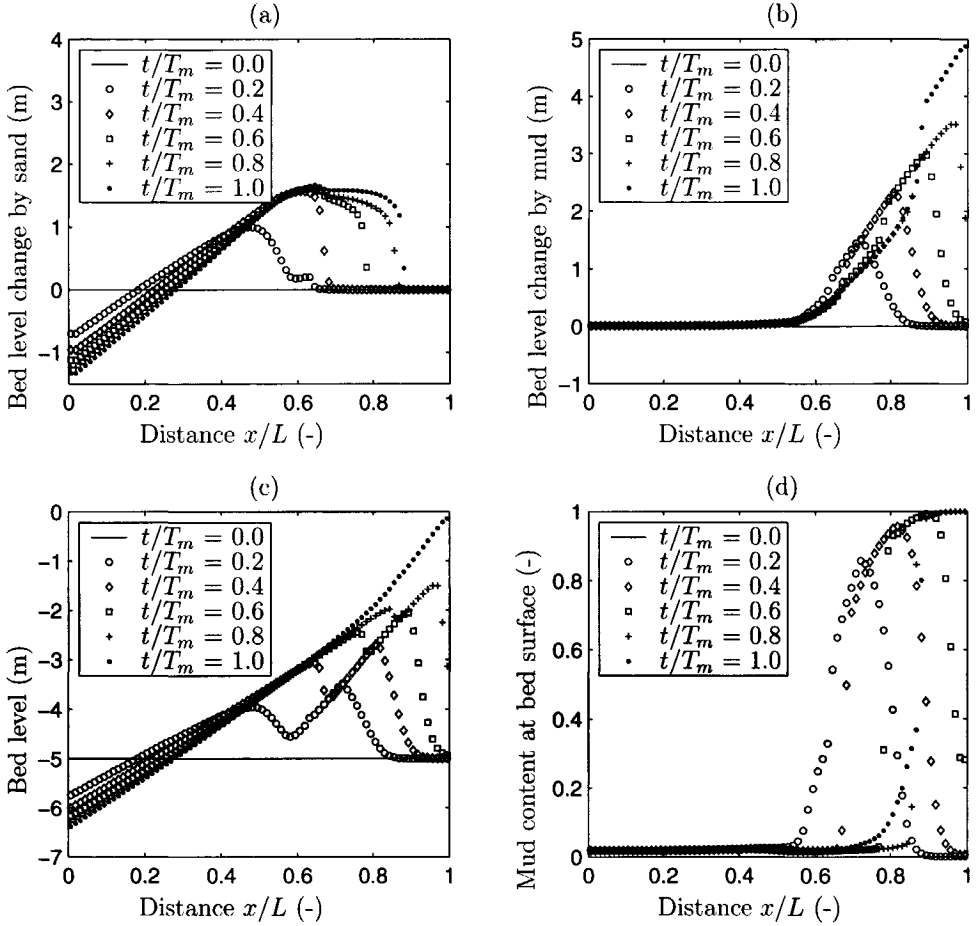 (a)
Bed level change by sand (m)
4
3
2
1
0
−1
t/T_m = 0.0
t/T_m = 0.2
t/T_m = 0.4
t/T_m = 0.6
t/T_m = 0.8
t/T_m = 1.0
0 0.2 0.4 0.6 0.8 1
Distance x/L (-)
(b)
Bed level change by mud (m)
5
4
3
2
1
0
−1
t/T_m = 0.0
t/T_m = 0.2
t/T_m = 0.4
t/T_m = 0.6
t/T_m = 0.8
t/T_m = 1.0
0 0.2 0.4 0.6 0.8 1
Distance x/L (-)
(c)
Bed level (m)
0
−1
−2
−3
−4
−5
−6
−7
t/T_m = 0.0
t/T_m = 0.2
t/T_m = 0.4
t/T_m = 0.6
t/T_m = 0.8
t/T_m = 1.0
0 0.2 0.4 0.6 0.8 1
Distance x/L (-)
(d)
Mud content at bed surface (-)
1
0.8
0.6
0.4
0.2
0
t/T_m = 0.0
t/T_m = 0.2
t/T_m = 0.4
t/T_m = 0.6
t/T_m = 0.8
t/T_m = 1.0
0 0.2 0.4 0.6 0.8 1
Distance x/L (-)